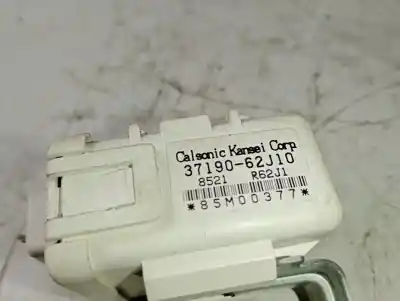 Calsonic Kansei Corp
37190-62J10
8521 R62J1
*85M00377*